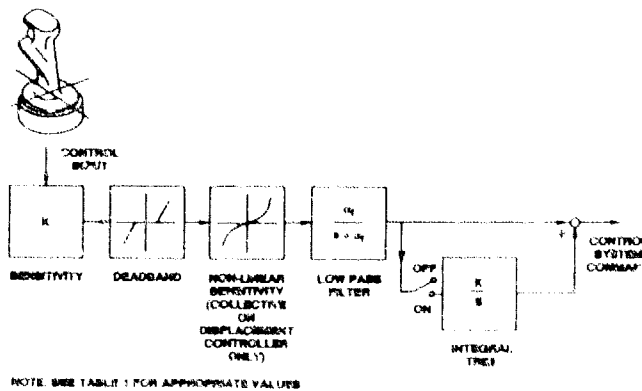 CONTROL
INPUT
K
SENSITIVITY
DEADBAND
NON-LINEAR
SENSITIVITY
(COLLECTIVE
ON
DISPLACEMENT
CONTROLLER
ONLY)
LOW PASS
FILTER
OFF
ON
K
S
INTEGRAL
TRIM
+
CONTROL
SYSTEM
NOTE: SEE TABLE 1 FOR APPROPRIATE VALUES